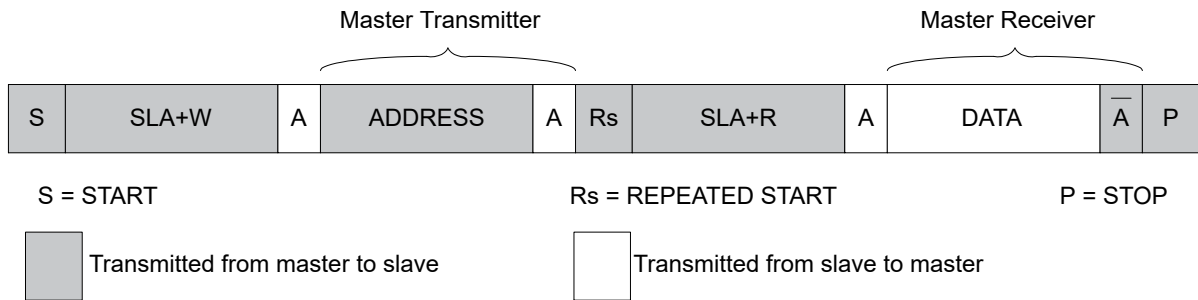 Master Transmitter Master Receiver
S SLA+W A ADDRESS A Rs SLA+R A DATA A̅ P
S = START Rs = REPEATED START P = STOP
Transmitted from master to slave Transmitted from slave to master